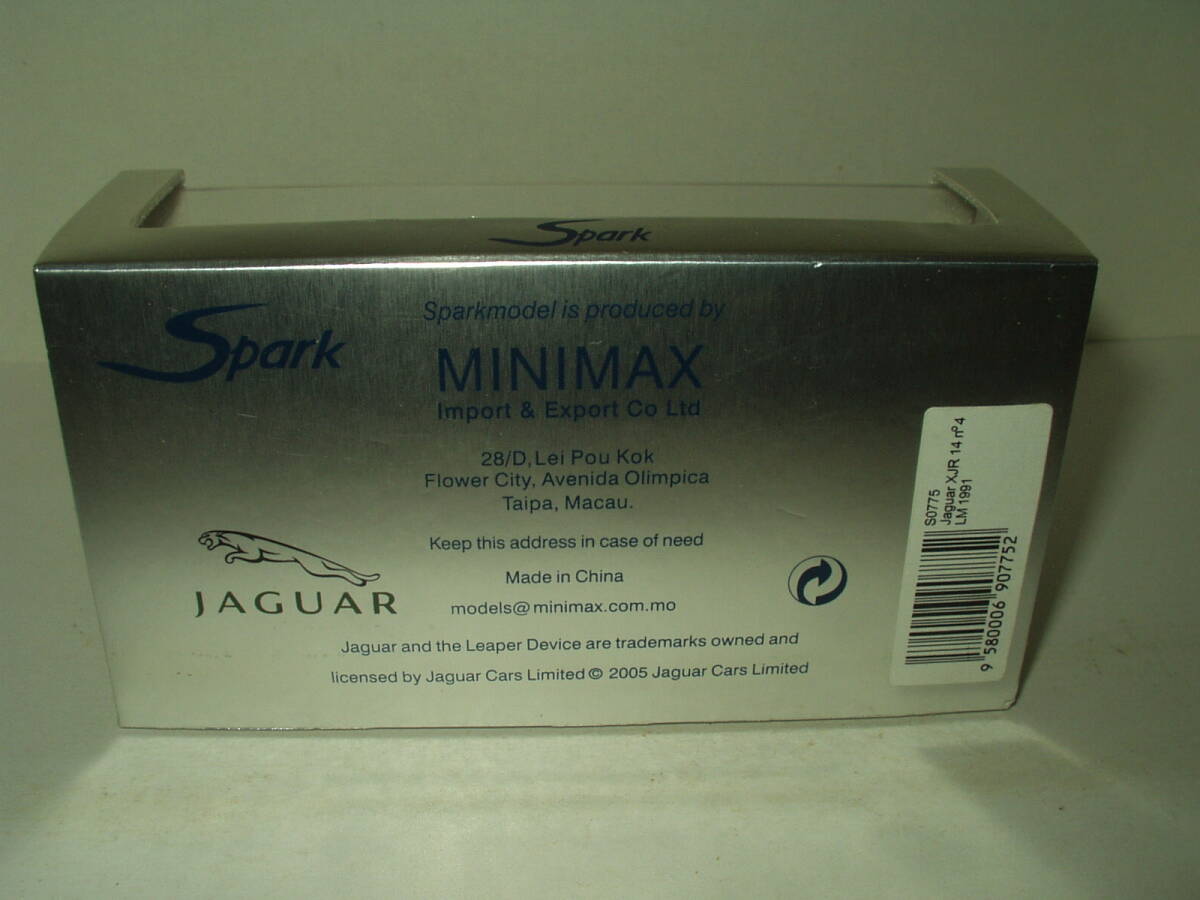 Spark
Spark
Sparkmodel is produced by
MINIMAX
Import & Export Co Ltd
28/D, Lei Pou Kok
Flower City, Avenida Olimpica
Taipa, Macau.
Keep this address in case of need
Made in China
models@minimax.com.mo
JAGUAR
Jaguar and the Leaper Device are trademarks owned and
licensed by Jaguar Cars Limited © 2005 Jaguar Cars Limited
S0775
Jaguar XJR 14 nº 4
LM 1991
9 580006 907752